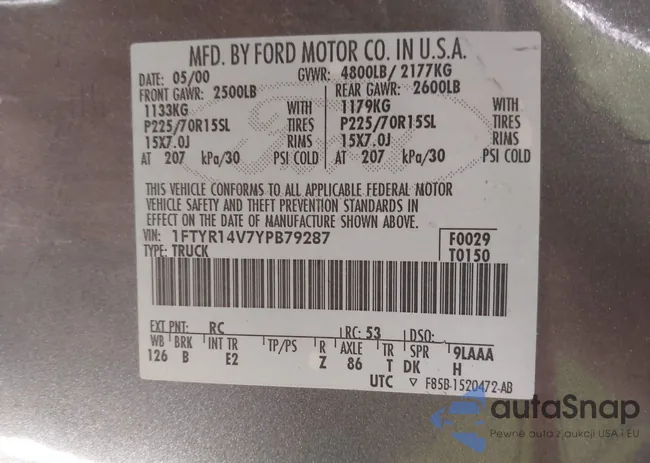 MFD. BY FORD MOTOR CO. IN U.S.A.
DATE: 05/00 GVWR: 4800LB / 2177KG
FRONT GAWR: 2500LB REAR GAWR: 2600LB
1133KG WITH 1179KG WITH
P225/70R15SL TIRES P225/70R15SL TIRES
15X7.0J RIMS 15X7.0J RIMS
AT 207 kPa/30 PSI COLD AT 207 kPa/30 PSI COLD
THIS VEHICLE CONFORMS TO ALL APPLICABLE FEDERAL MOTOR
VEHICLE SAFETY AND THEFT PREVENTION STANDARDS IN
EFFECT ON THE DATE OF MANUFACTURE SHOWN ABOVE.
VIN: 1FTYR14V7YPB79287 F0029
TYPE: TRUCK T0150
EXT PNT: RC RC: 53 DSO:
WB BRK INT TR TP/PS R AXLE TR SPR 9LAAA
126 B E2 Z 86 T DK H
UTC ▽ F85B-1520472-AB
autaSnap
Pewne auta z aukcji USA i EU